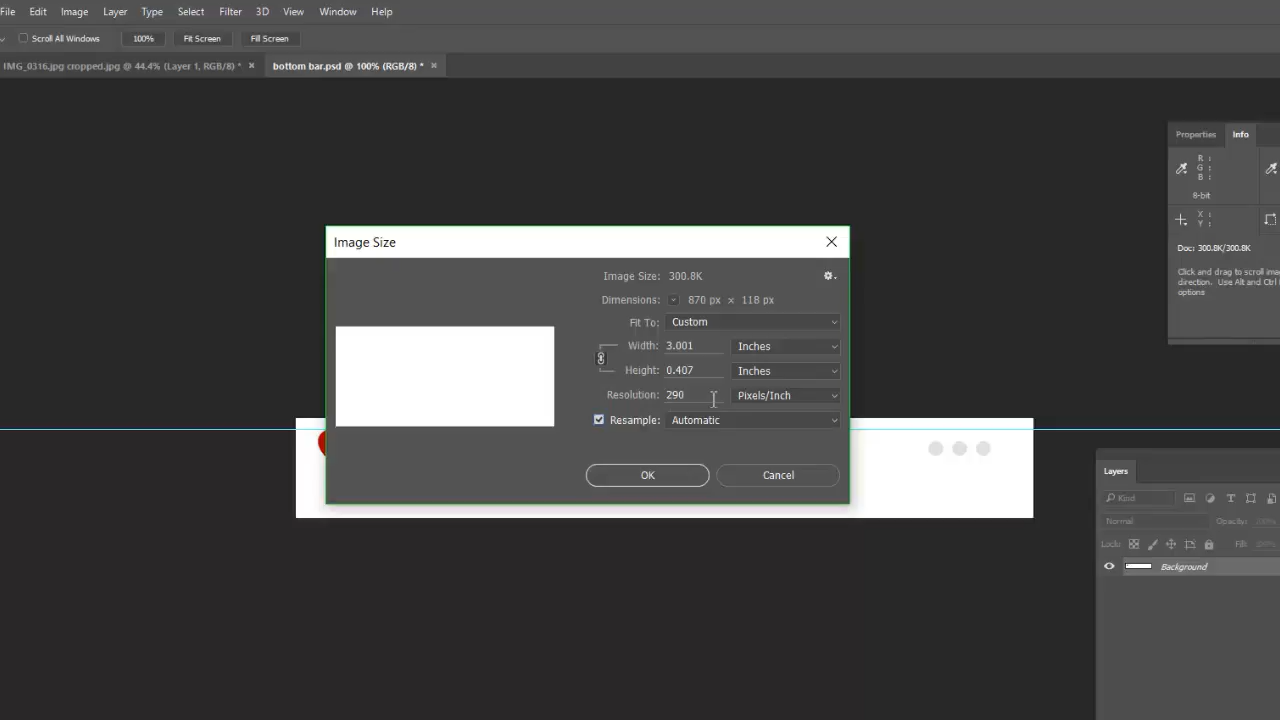 File Edit Image Layer Type Select Filter 3D View Window Help
Scroll All Windows 100% Fit Screen Fill Screen
IMG_0316.jpg cropped.jpg @ 44.4% (Layer 1, RGB/8) * × bottom bar.psd @ 100% (RGB/8) * ×
Properties Info
R :
G :
B :
8-bit
X :
Y :
Doc: 300.8K/300.8K
Click and drag to scroll ima
direction. Use Alt and Ctrl
options
Image Size
Image Size: 300.8K
Dimensions: 870 px × 118 px
Fit To: Custom
Width: 3.001 Inches
Height: 0.407 Inches
Resolution: 290 Pixels/Inch
Resample: Automatic
OK Cancel
Layers
Kind
Normal Opacity: 100%
Lock: Fill: 100%
Background